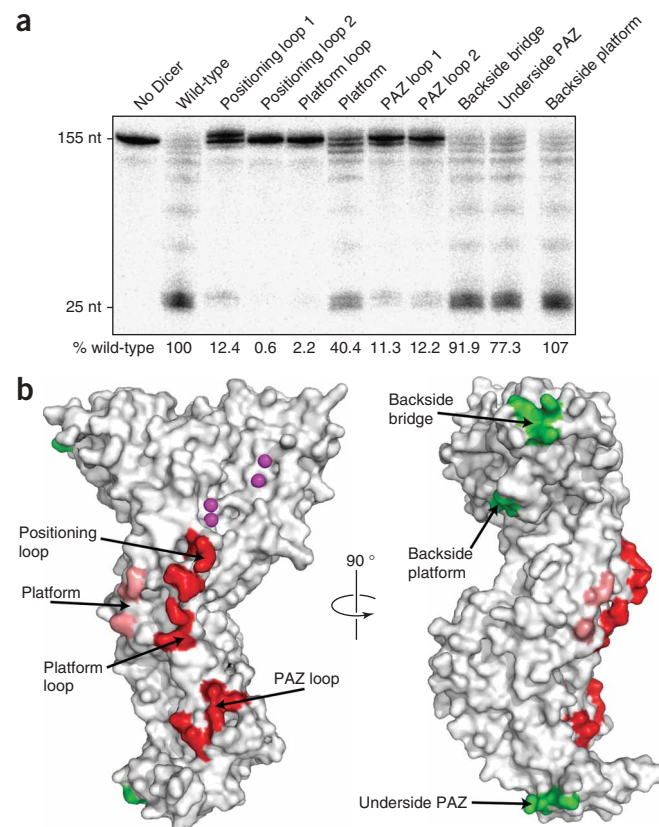 a
No Dicer
Wild-type
Positioning loop 1
Positioning loop 2
Platform loop
Platform
PAZ loop 1
PAZ loop 2
Backside bridge
Underside PAZ
Backside platform
155 nt
25 nt
% wild-type 100 12.4 0.6 2.2 40.4 11.3 12.2 91.9 77.3 107
b
Backside
bridge
Positioning
loop
Backside
platform
90 °
Platform
Platform
loop
PAZ loop
Underside PAZ